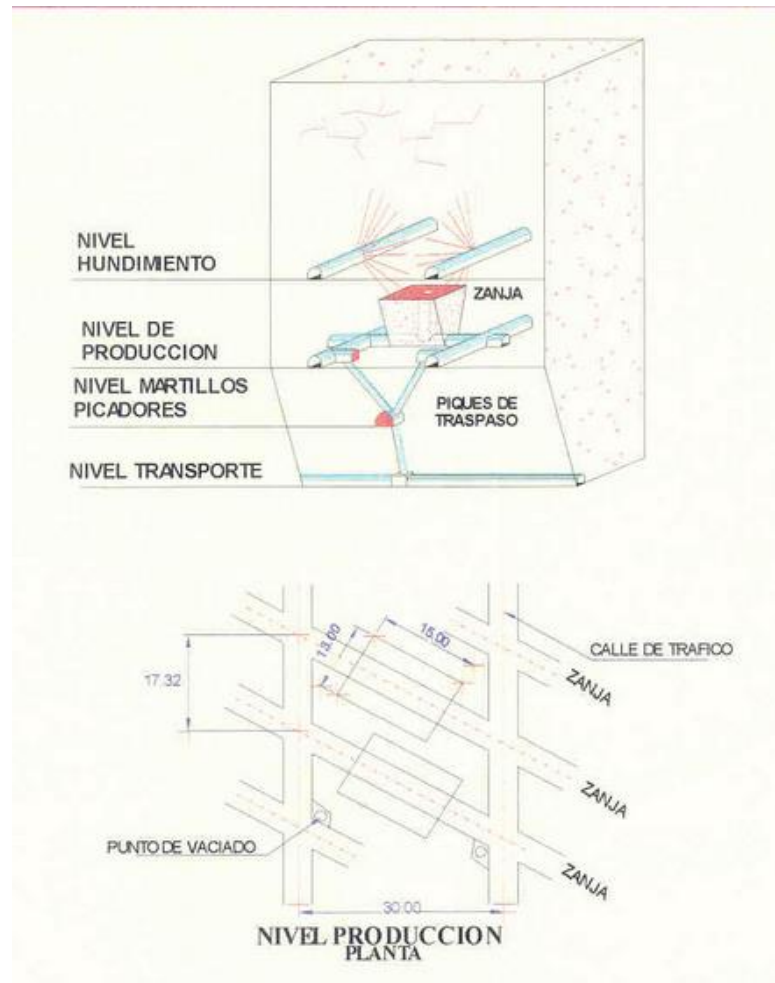 NIVEL
HUNDIMIENTO
ZANJA
NIVEL DE
PRODUCCION
NIVEL MARTILLOS
PICADORES
PIQUES DE
TRASPASO
NIVEL TRANSPORTE
13.00
15.00
17.32
CALLE DE TRAFICO
ZANJA
ZANJA
PUNTO DE VACIADO
ZANJA
30.00
NIVEL PRODUCCION
PLANTA